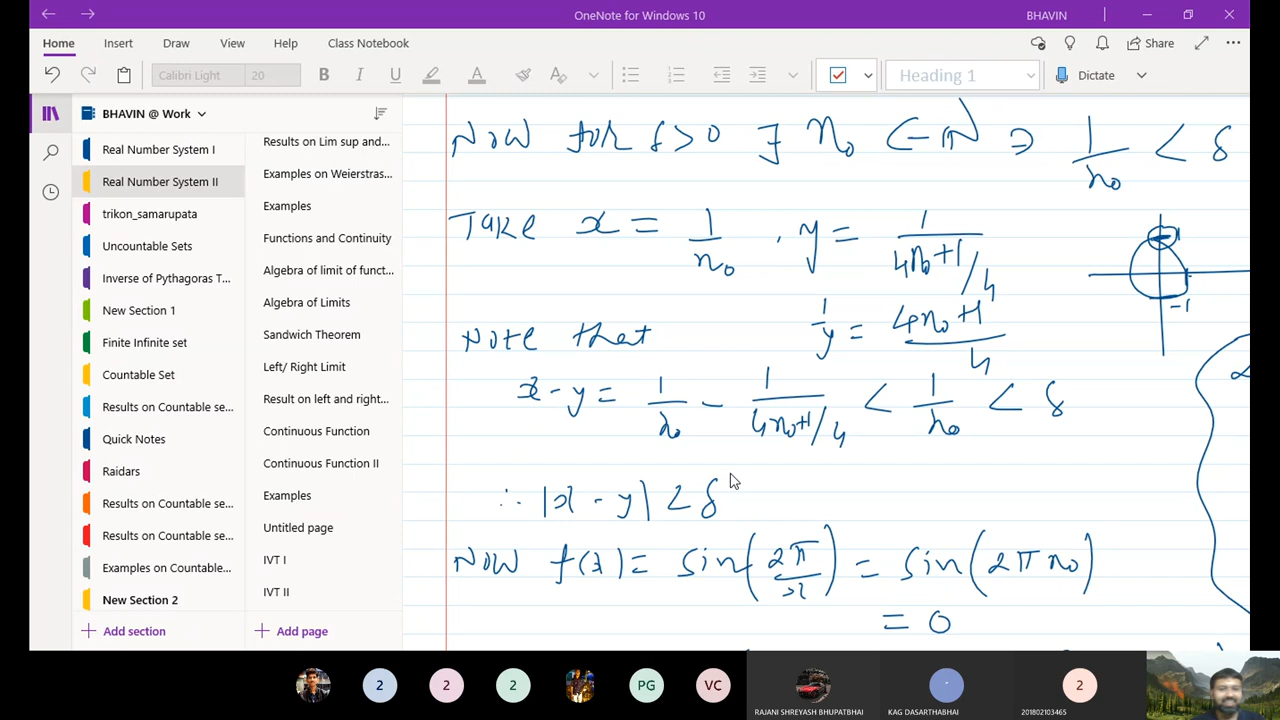 OneNote for Windows 10
BHAVIN
Home Insert Draw View Help Class Notebook
Share
Calibri Light 20 B I U A Heading 1 Dictate
BHAVIN @ Work
Real Number System I
Real Number System II
trikon_samarupata
Uncountable Sets
Inverse of Pythagoras T...
New Section 1
Finite Infinite set
Countable Set
Results on Countable se...
Quick Notes
Raidars
Results on Countable se...
Results on Countable se...
Examples on Countable...
New Section 2
Add section
Results on Lim sup and...
Examples on Weierstras...
Examples
Functions and Continuity
Algebra of limit of funct...
Algebra of Limits
Sandwich Theorem
Left/ Right Limit
Result on left and right...
Continuous Function
Continuous Function II
Examples
Untitled page
IVT I
IVT II
Add page
Now for δ>0 ∃ n₀ ∈ N ∋ 1/n₀ < δ
Take x = 1/n₀ , y = 1/(4n₀+1/4)
1
-1
Note that 1/y = (4n₀+1)/4
x - y = 1/n₀ - 1/(4n₀+1/4) < 1/n₀ < δ
∴ |x - y| < δ
Now f(x) = sin(2π/x) = sin(2π n₀)
= 0
2 2 2 PG VC
RAJANI SHREYASH BHUPATBHAI
KAG DASARTHABHAI
2
201802103465